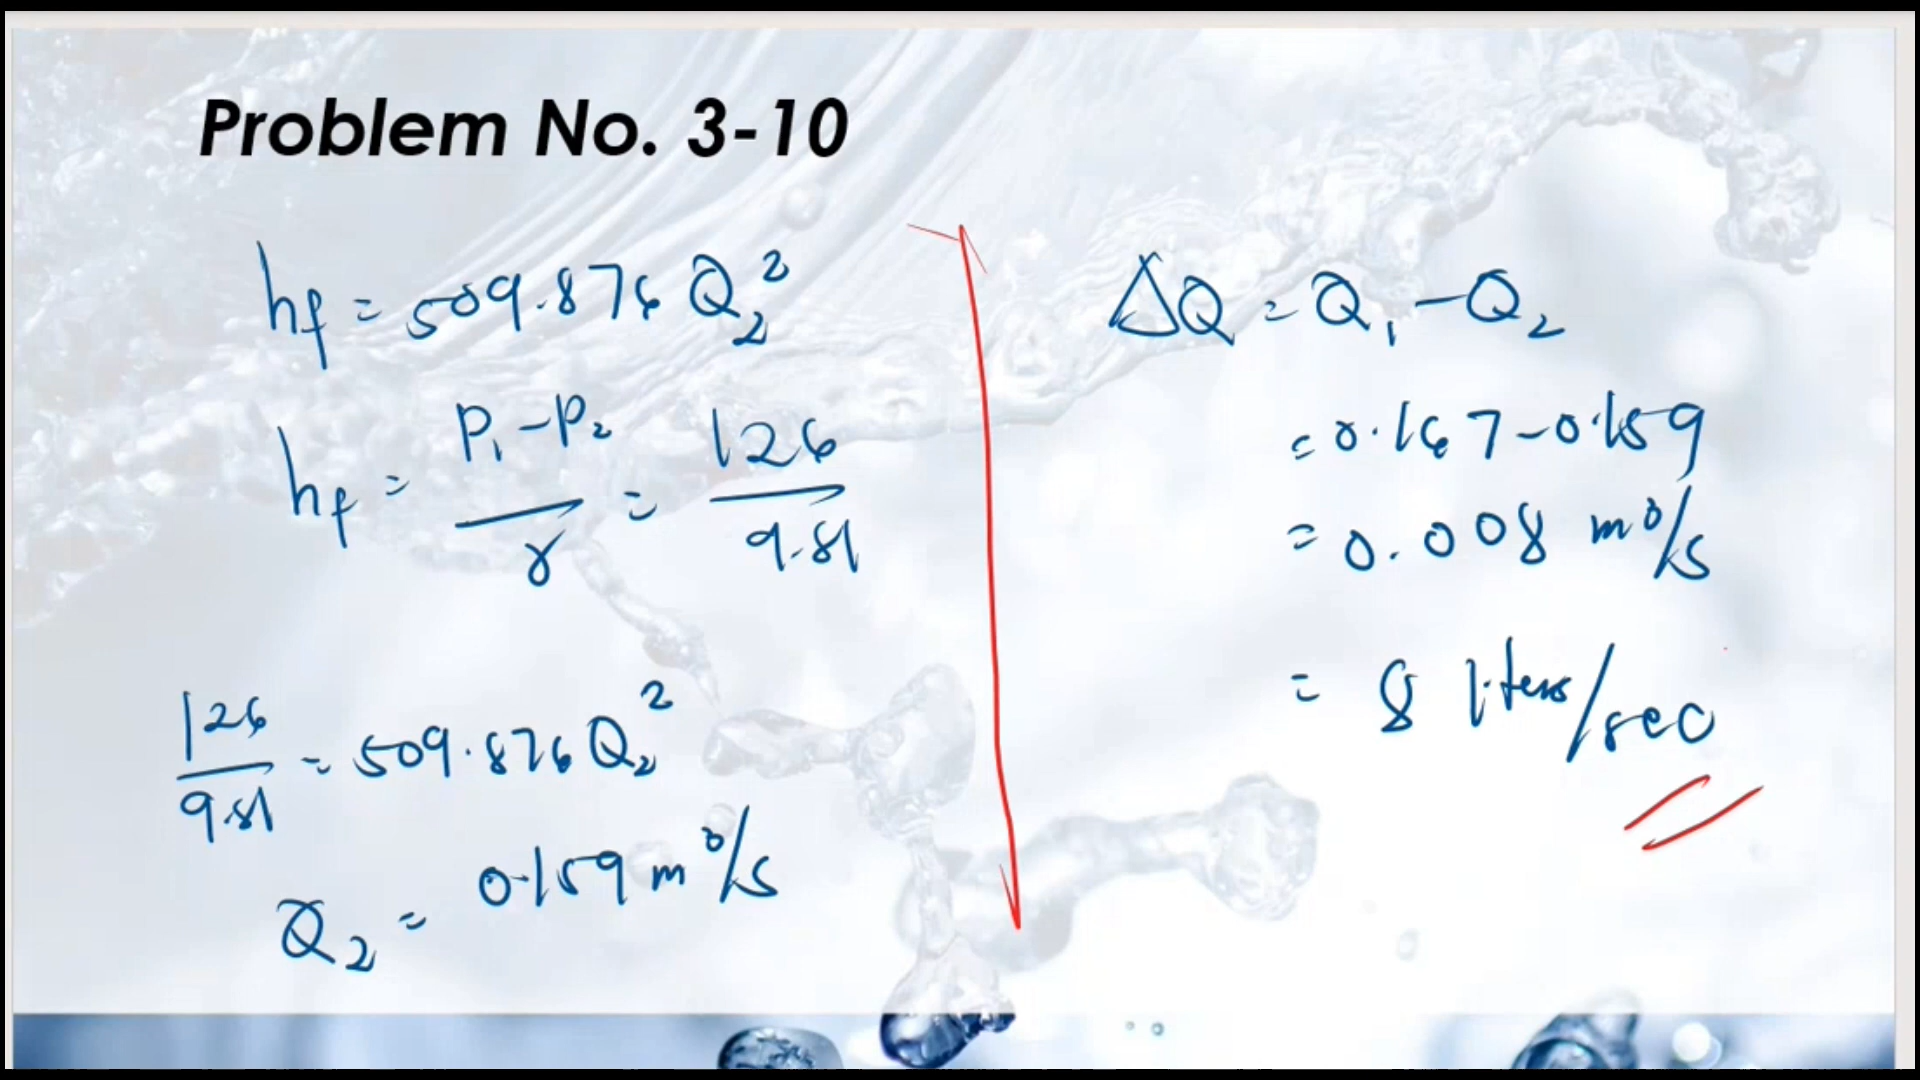 Problem No. 3-10
hf = 509.876 Q₂²
hf = P₁-P₂/γ = 126/9.81
126/9.81 = 509.876 Q₂²
Q₂ = 0.159 m³/s
ΔQ = Q₁ - Q₂
= 0.167 - 0.159
= 0.008 m³/s
= 8 liters/sec